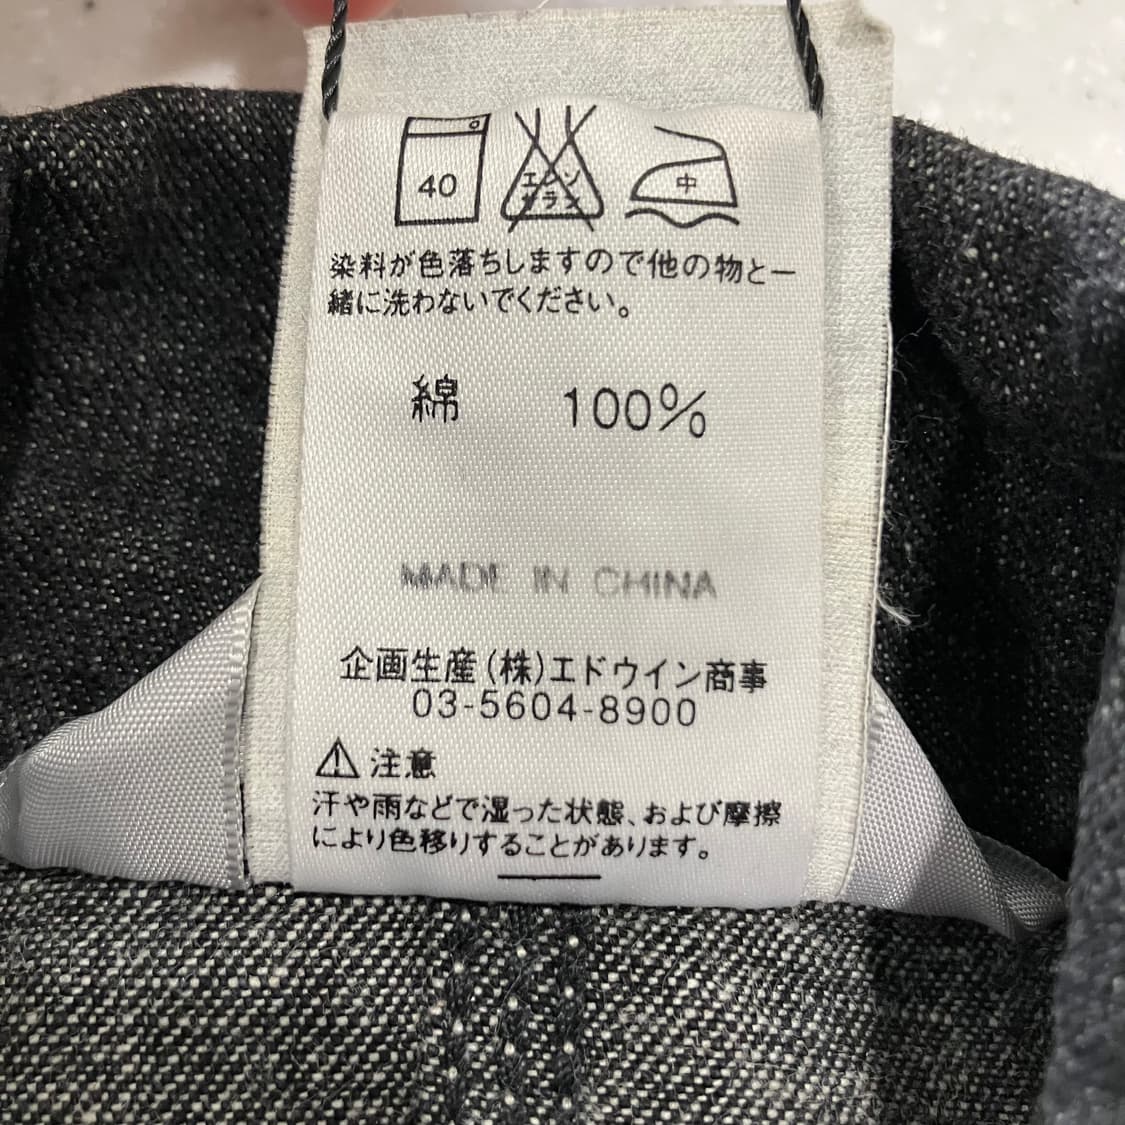 40
エンソ
サラシ
中
染料が色落ちしますので他の物と一
緒に洗わないでください。
綿 100%
MADE IN CHINA
企画生産(株)エドウイン商事
03-5604-8900
注意
汗や雨などで湿った状態、および摩擦
により色移りすることがあります。